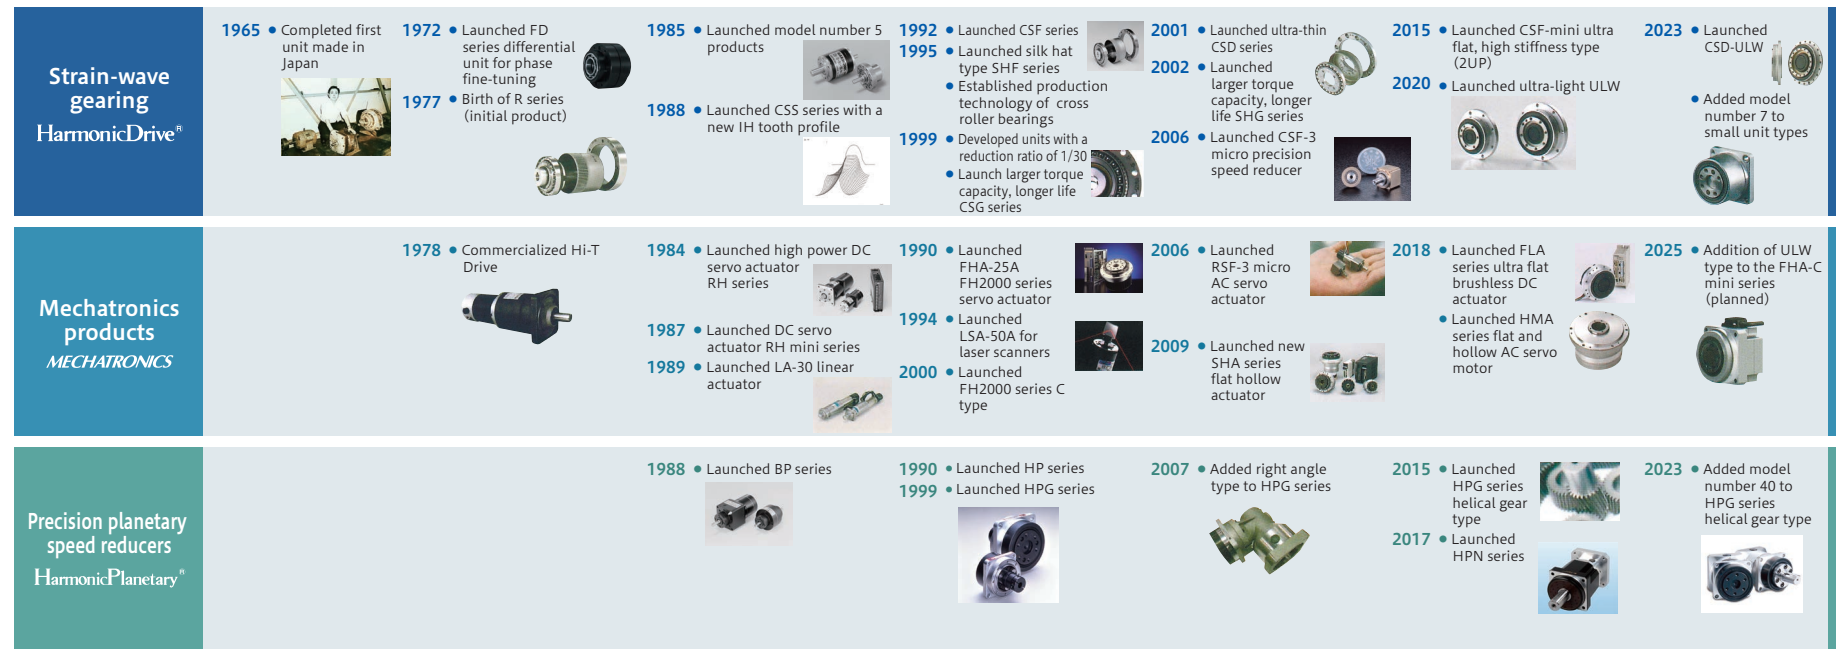 Strain-wave
gearing
HarmonicDrive®
1965 • Completed first
unit made in
Japan
1972 • Launched FD
series differential
unit for phase
fine-tuning
1977 • Birth of R series
(initial product)
1985 • Launched model number 5
products
1988 • Launched CSS series with a
new IH tooth profile
1992 • Launched CSF series
1995 • Launched silk hat
type SHF series
• Established production
technology of cross
roller bearings
1999 • Developed units with a
reduction ratio of 1/30
• Launch larger torque
capacity, longer life
CSG series
2001 • Launched ultra-thin
CSD series
2002 • Launched
larger torque
capacity, longer
life SHG series
2006 • Launched CSF-3
micro precision
speed reducer
2015 • Launched CSF-mini ultra
flat, high stiffness type
(2UP)
2020 • Launched ultra-light ULW
2023 • Launched
CSD-ULW
• Added model
number 7 to
small unit types
Mechatronics
products
MECHATRONICS
1978 • Commercialized Hi-T
Drive
1984 • Launched high power DC
servo actuator
RH series
1987 • Launched DC servo
actuator RH mini series
1989 • Launched LA-30 linear
actuator
1990 • Launched
FHA-25A
FH2000 series
servo actuator
1994 • Launched
LSA-50A for
laser scanners
2000 • Launched
FH2000 series C
type
2006 • Launched
RSF-3 micro
AC servo
actuator
2009 • Launched new
SHA series
flat hollow
actuator
2018 • Launched FLA
series ultra flat
brushless DC
actuator
• Launched HMA
series flat and
hollow AC servo
motor
2025 • Addition of ULW
type to the FHA-C
mini series
(planned)
Precision planetary
speed reducers
HarmonicPlanetary®
1988 • Launched BP series
1990 • Launched HP series
1999 • Launched HPG series
2007 • Added right angle
type to HPG series
2015 • Launched
HPG series
helical gear
type
2017 • Launched
HPN series
2023 • Added model
number 40 to
HPG series
helical gear type